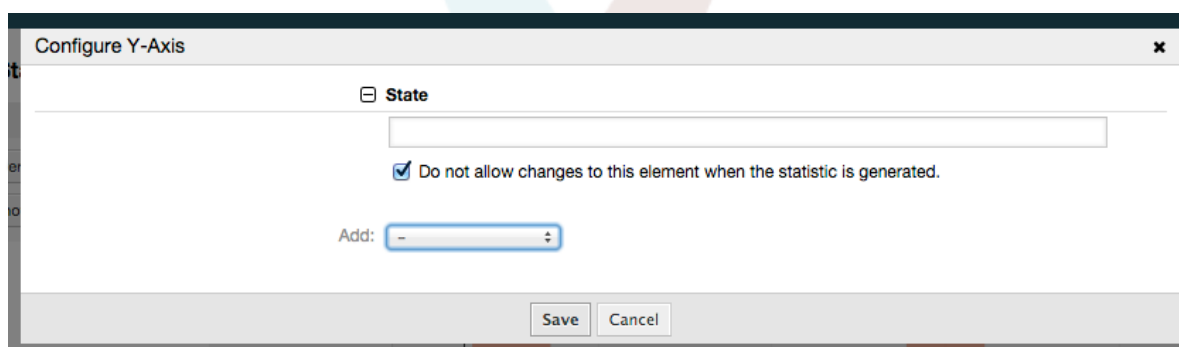 Configure Y-Axis
State
Do not allow changes to this element when the statistic is generated.
Add: –
Save Cancel